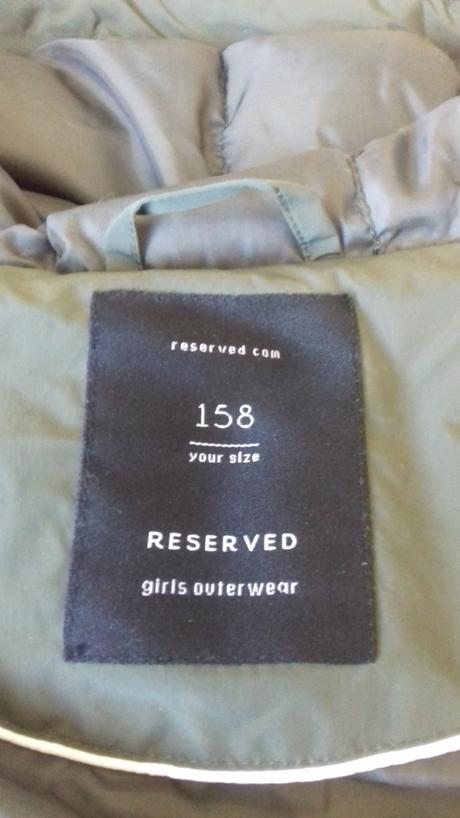 reserved com
158
your size
RESERVED
girls outerwear